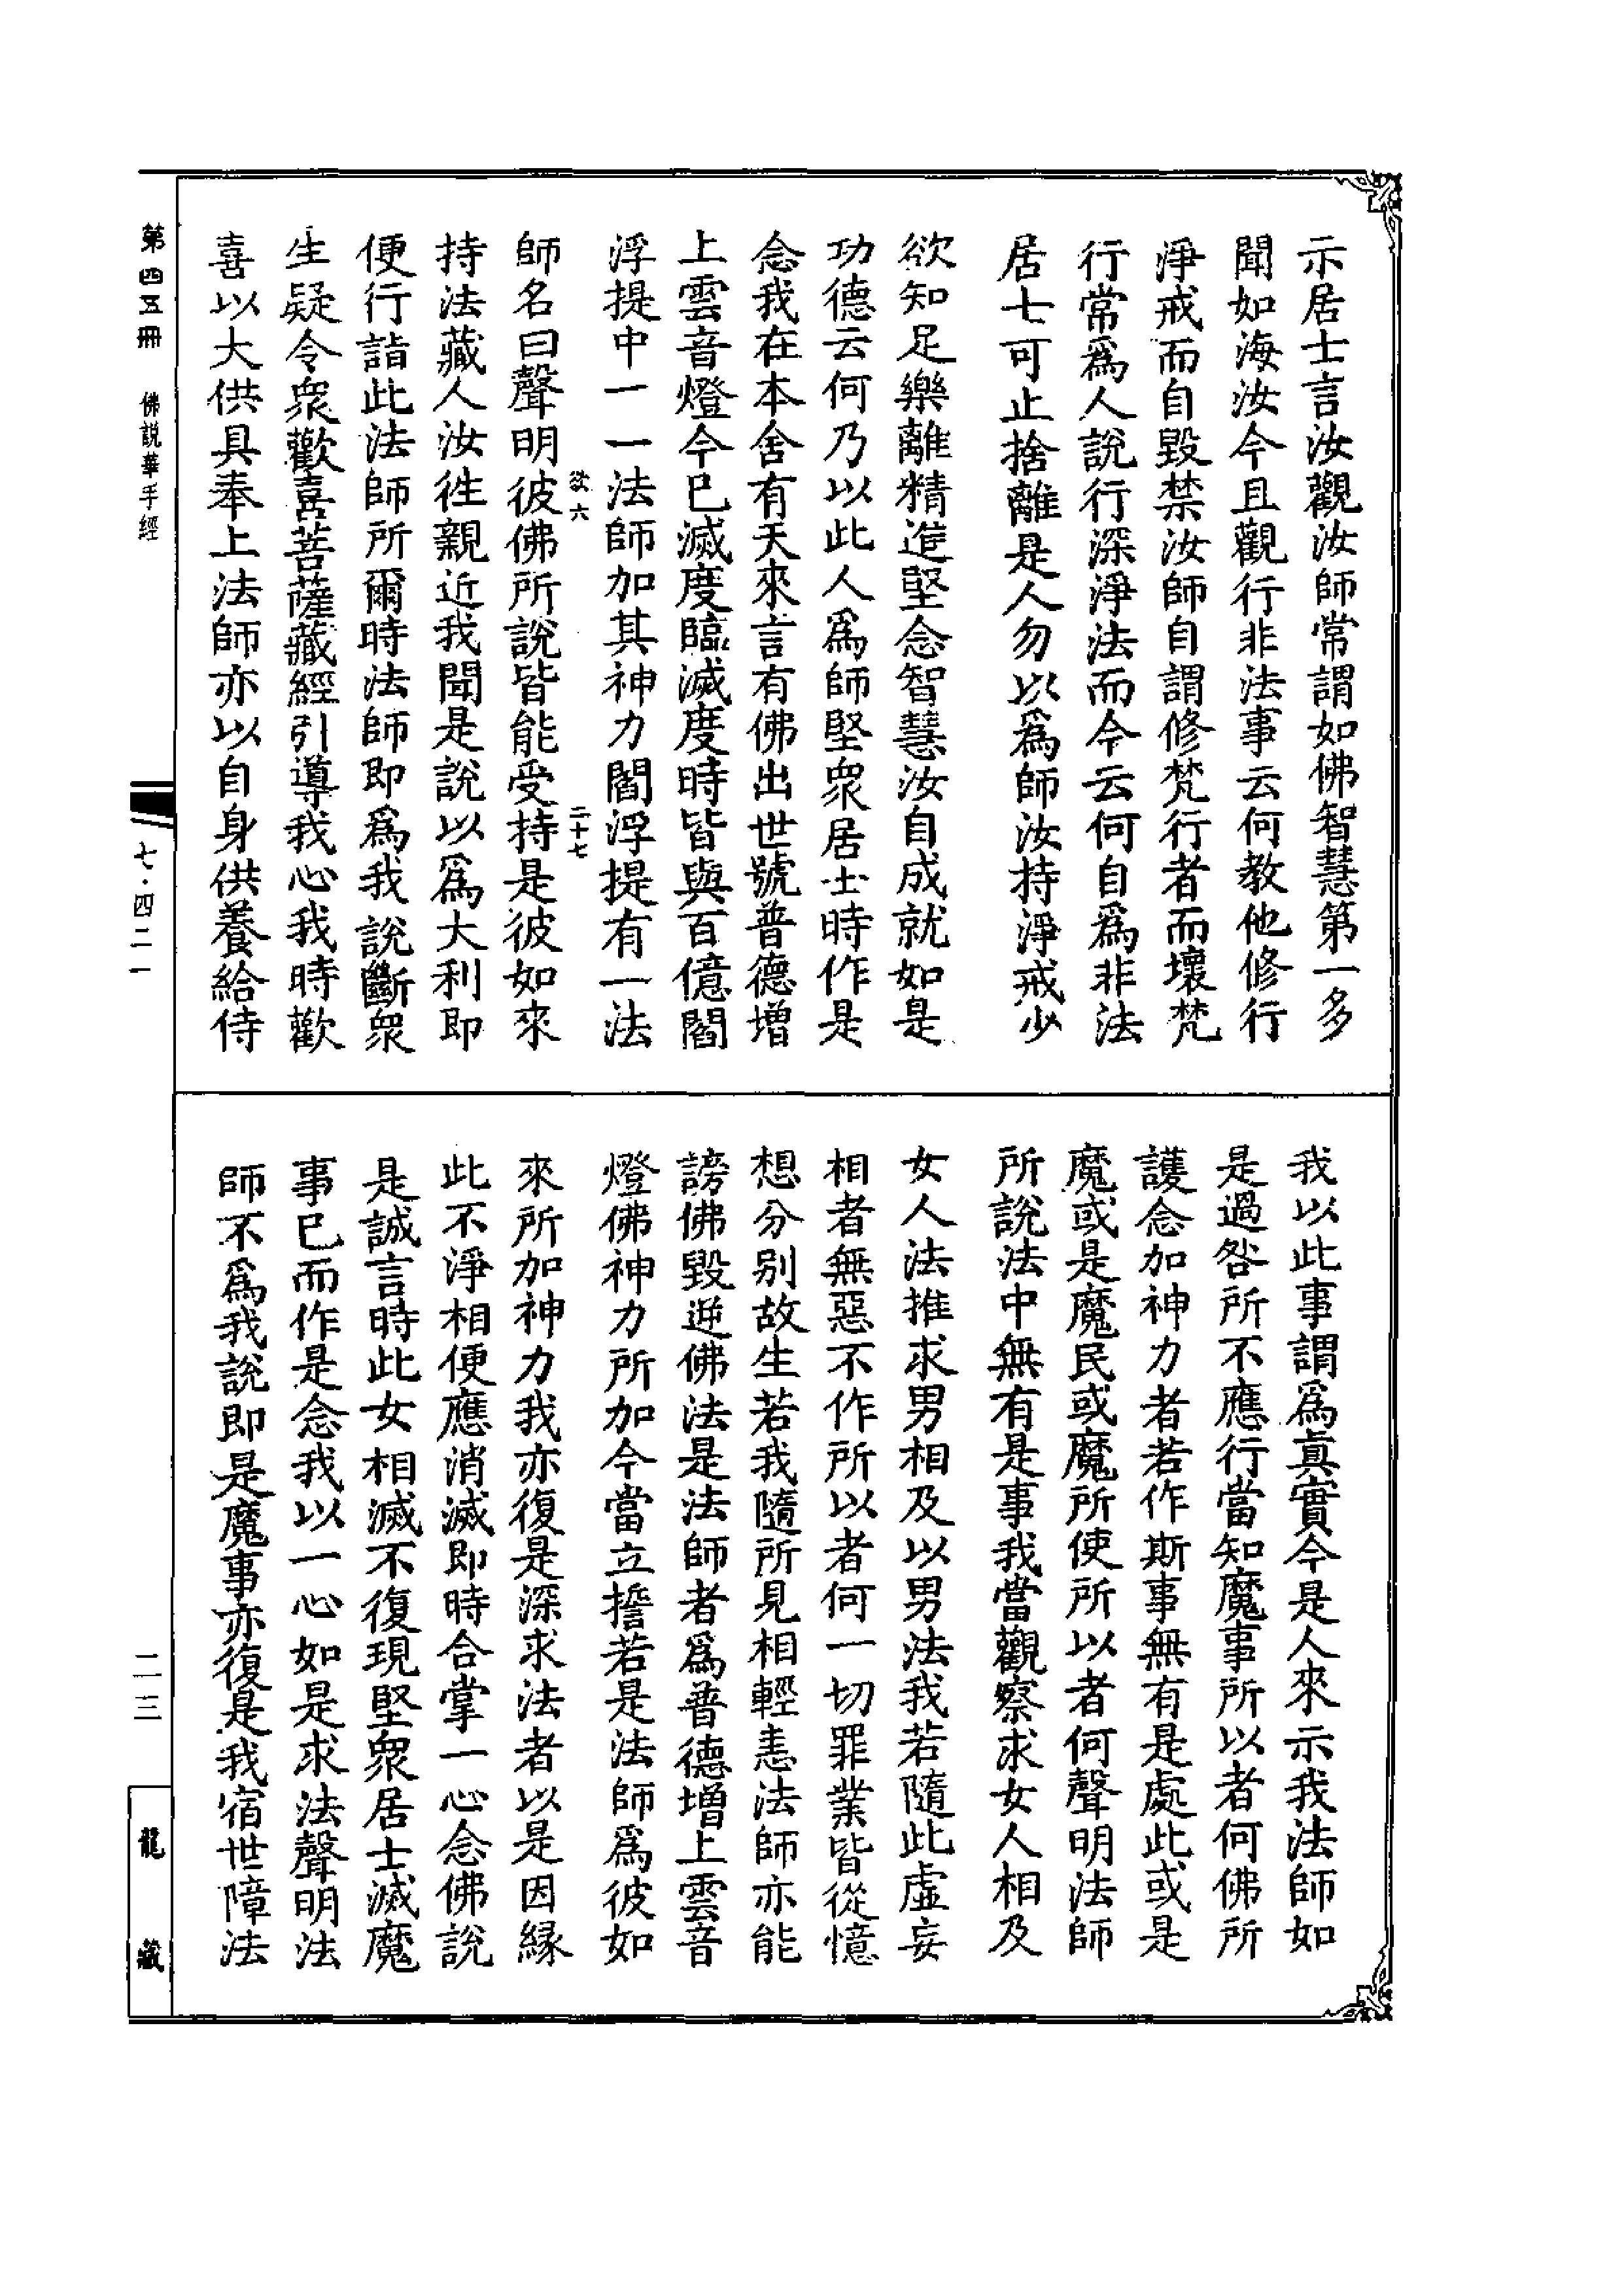 示居士言汝觀汝師常謂如佛智慧第一多
聞如海汝今且觀行非法事云何教他修行
淨戒而自毀禁汝師自謂修梵行者而壞梵
行常爲人說行深淨法而今云何自爲非法
居士可止捨離是人勿以爲師汝持淨戒少
欲知足樂離精進堅念智慧汝自成就如是
功德云何乃以此人爲師堅衆居士時作是
念我在本舍有天來言有佛出世號普德增
上雲音燈今已滅度臨滅度時皆與百億閻
浮提中一一法師加其神力閻浮提有一法
欲六 二十七
師名曰聲明彼佛所說皆能受持是彼如來
持法藏人汝往親近我聞是說以爲大利即
便行詣此法師所爾時法師即爲我說斷衆
生疑令衆歡喜菩薩藏經引導我心我時歡
喜以大供具奉上法師亦以自身供養給侍
我以此事謂爲眞實今是人來示我法師如
是過咎所不應行當知魔事所以者何佛所
護念加神力者若作斯事無有是處此或是
魔或是魔民或魔所使所以者何聲明法師
所說法中無有是事我當觀察求女人相及
女人法推求男相及以男法我若隨此虛妄
相者無惡不作所以者何一切罪業皆從憶
想分別故生若我隨所見相輕恚法師亦能
謗佛毀逆佛法是法師者爲普德增上雲音
燈佛神力所加今當立誓若是法師爲彼如
來所加神力我亦復是深求法者以是因緣
此不淨相便應消滅即時合掌一心念佛說
是誠言時此女相滅不復現堅衆居士滅魔
事已而作是念我以一心如是求法聲明法
師不爲我說即是魔事亦復是我宿世障法
第四五冊 佛說華手經
七·四二一
二三
龍藏